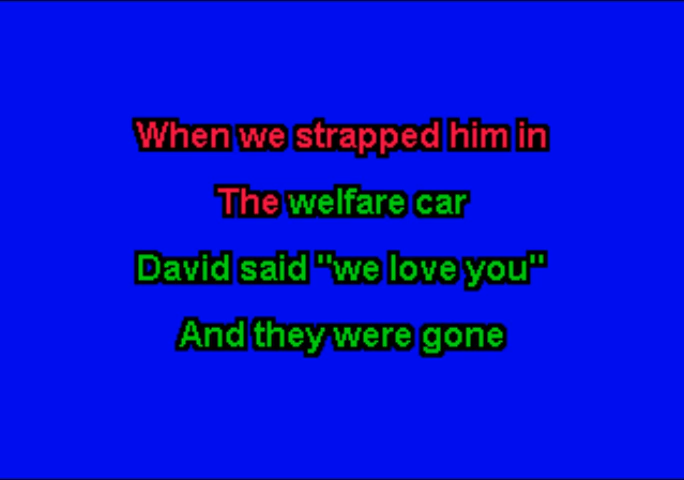 When we strapped him in
The welfare car
David said "we love you"
And they were gone